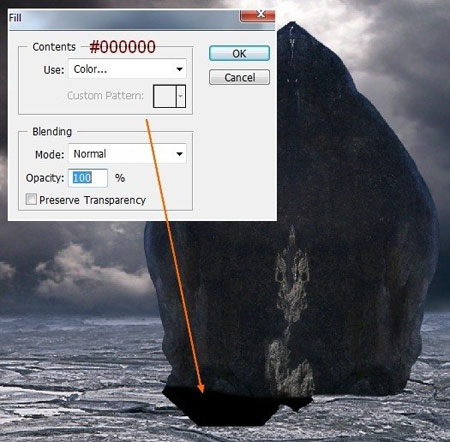 Fill
Contents #000000
Use: Color...
Custom Pattern:
OK
Cancel
Blending
Mode: Normal
Opacity: 100 %
Preserve Transparency